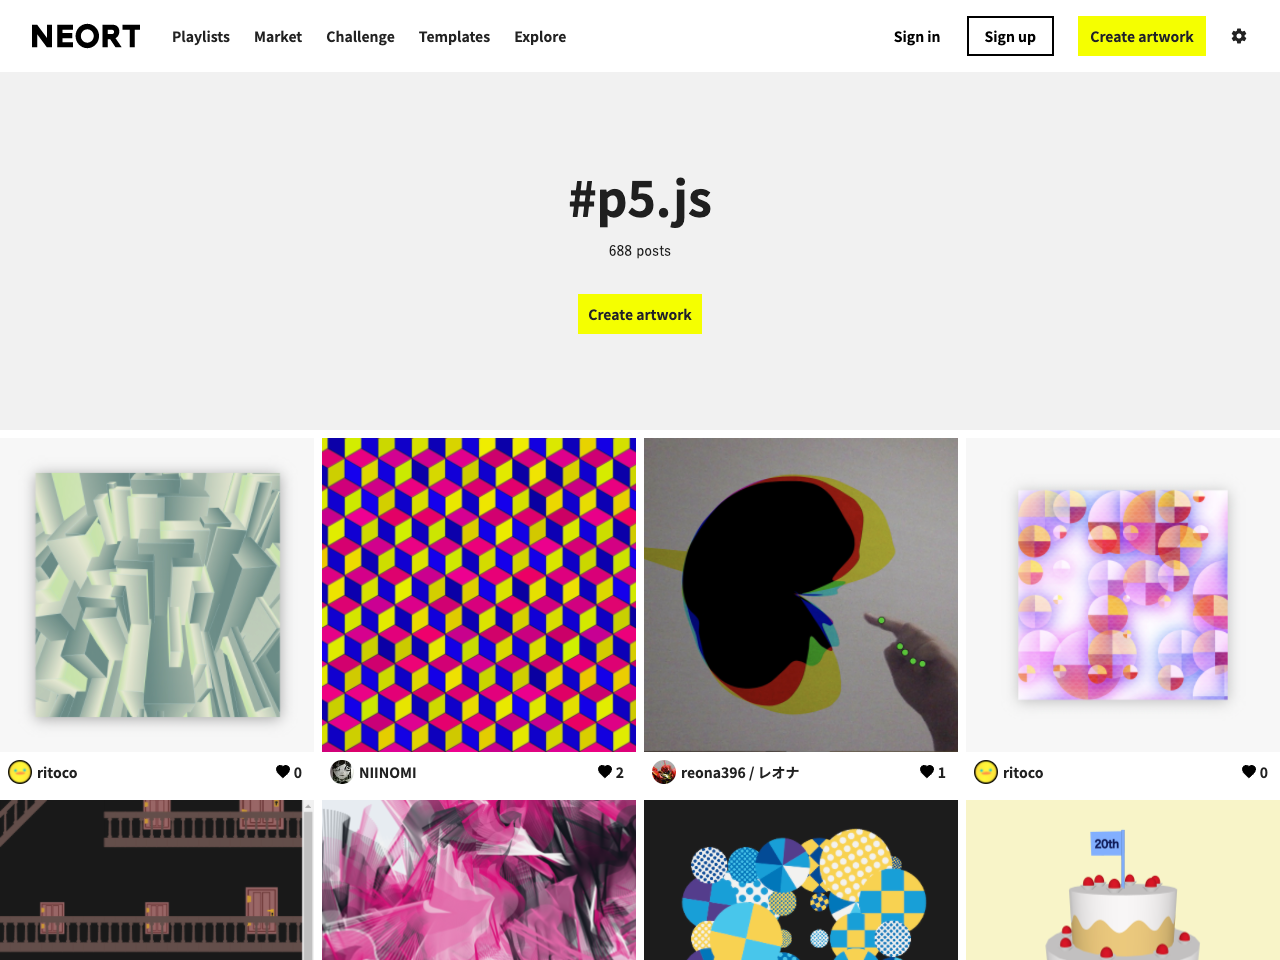 NEORT
Playlists
Market
Challenge
Templates
Explore
Sign in
Sign up
Create artwork
#p5.js
688 posts
Create artwork
ritoco
0
NIINOMI
2
reona396 / レオナ
1
ritoco
0
20th